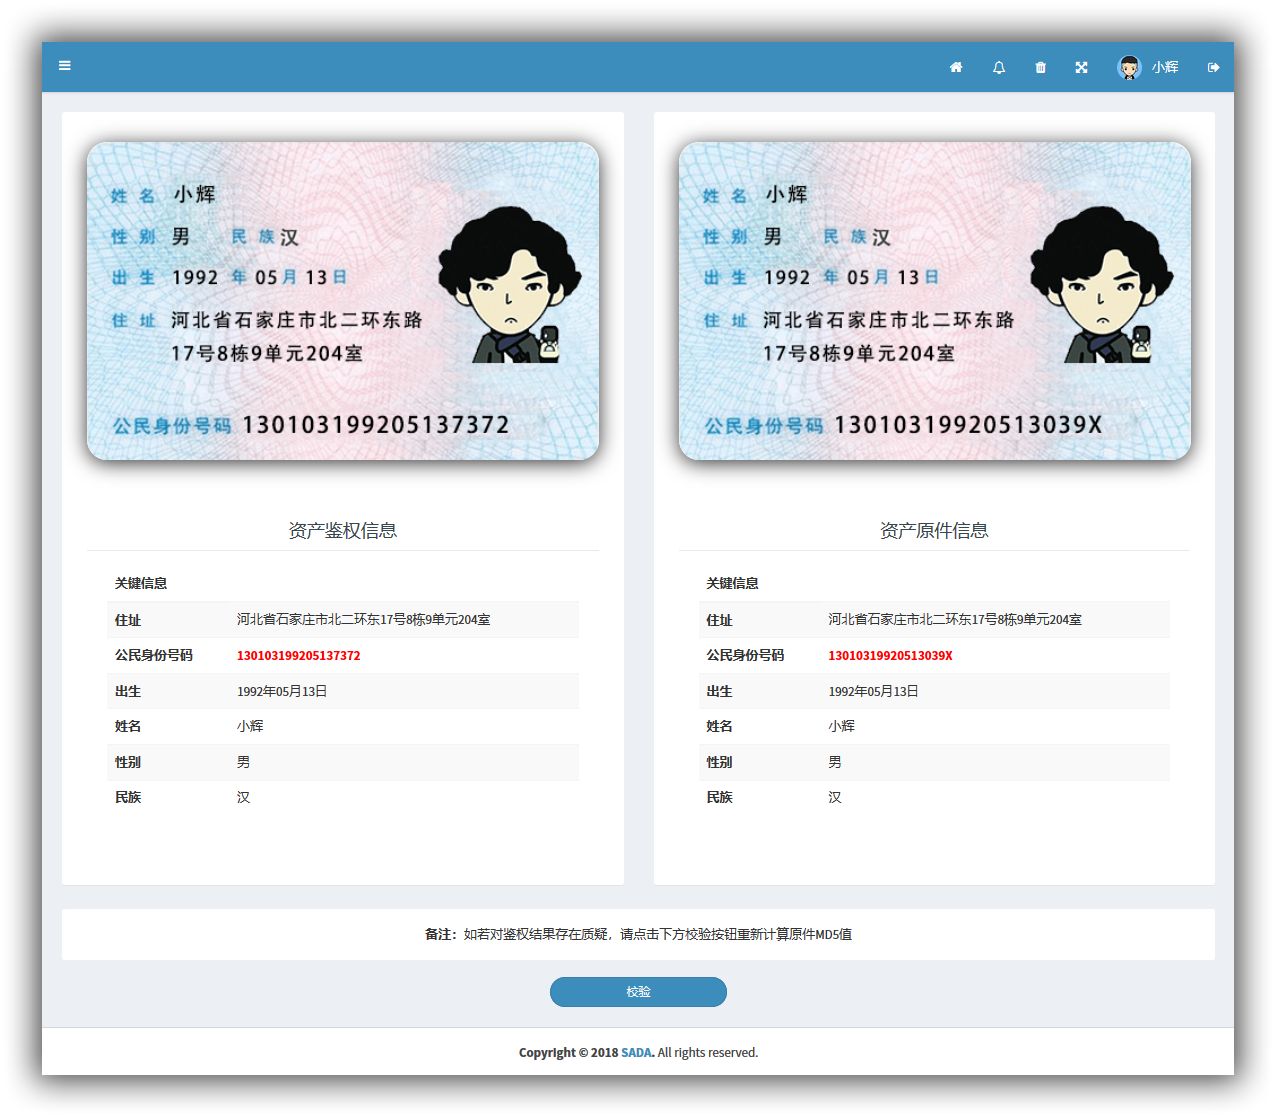 小辉
姓 名 小辉
性 别 男 民 族 汉
出 生 1992 年 05 月 13 日
住 址 河北省石家庄市北二环东路
17号8栋9单元204室
公民身份号码 130103199205137372
资产鉴权信息
关键信息
住址 河北省石家庄市北二环东17号8栋9单元204室
公民身份号码 130103199205137372
出生 1992年05月13日
姓名 小辉
性别 男
民族 汉
姓 名 小辉
性 别 男 民 族 汉
出 生 1992 年 05 月 13 日
住 址 河北省石家庄市北二环东路
17号8栋9单元204室
公民身份号码 13010319920513039X
资产原件信息
关键信息
住址 河北省石家庄市北二环东17号8栋9单元204室
公民身份号码 13010319920513039X
出生 1992年05月13日
姓名 小辉
性别 男
民族 汉
备注：如若对鉴权结果存在质疑，请点击下方校验按钮重新计算原件MD5值
校验
Copyright © 2018 SADA. All rights reserved.